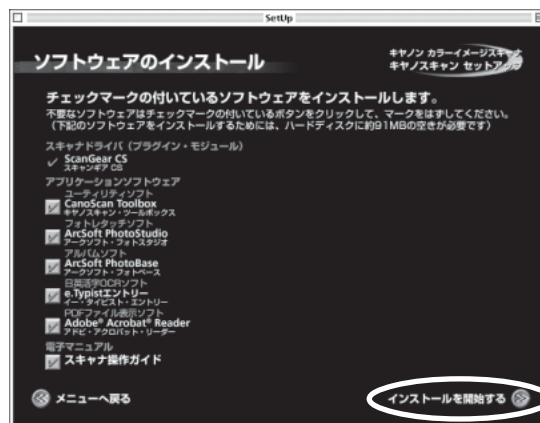 SetUp
ソフトウェアのインストール
キヤノン カラーイメージスキャナ
キヤノスキャン セットアップ
チェックマークの付いているソフトウェアをインストールします。
不要なソフトウェアはチェックマークの付いているボタンをクリックして、マークをはずしてください。
（下記のソフトウェアをインストールするためには、ハードディスクに約91MBの空きが必要です）
スキャナドライバ（プラグイン・モジュール）
ScanGear CS
スキャンギア CS
アプリケーションソフトウェア
ユーティリティソフト
CanoScan Toolbox
キヤノスキャン・ツールボックス
フォトレタッチソフト
ArcSoft PhotoStudio
アークソフト・フォトスタジオ
アルバムソフト
ArcSoft PhotoBase
アークソフト・フォトベース
日英活字OCRソフト
e.Typistエントリー
イー・タイピスト・エントリー
PDFファイル表示ソフト
Adobe® Acrobat® Reader
アドビ・アクロバット・リーダー
電子マニュアル
スキャナ操作ガイド
メニューへ戻る
インストールを開始する